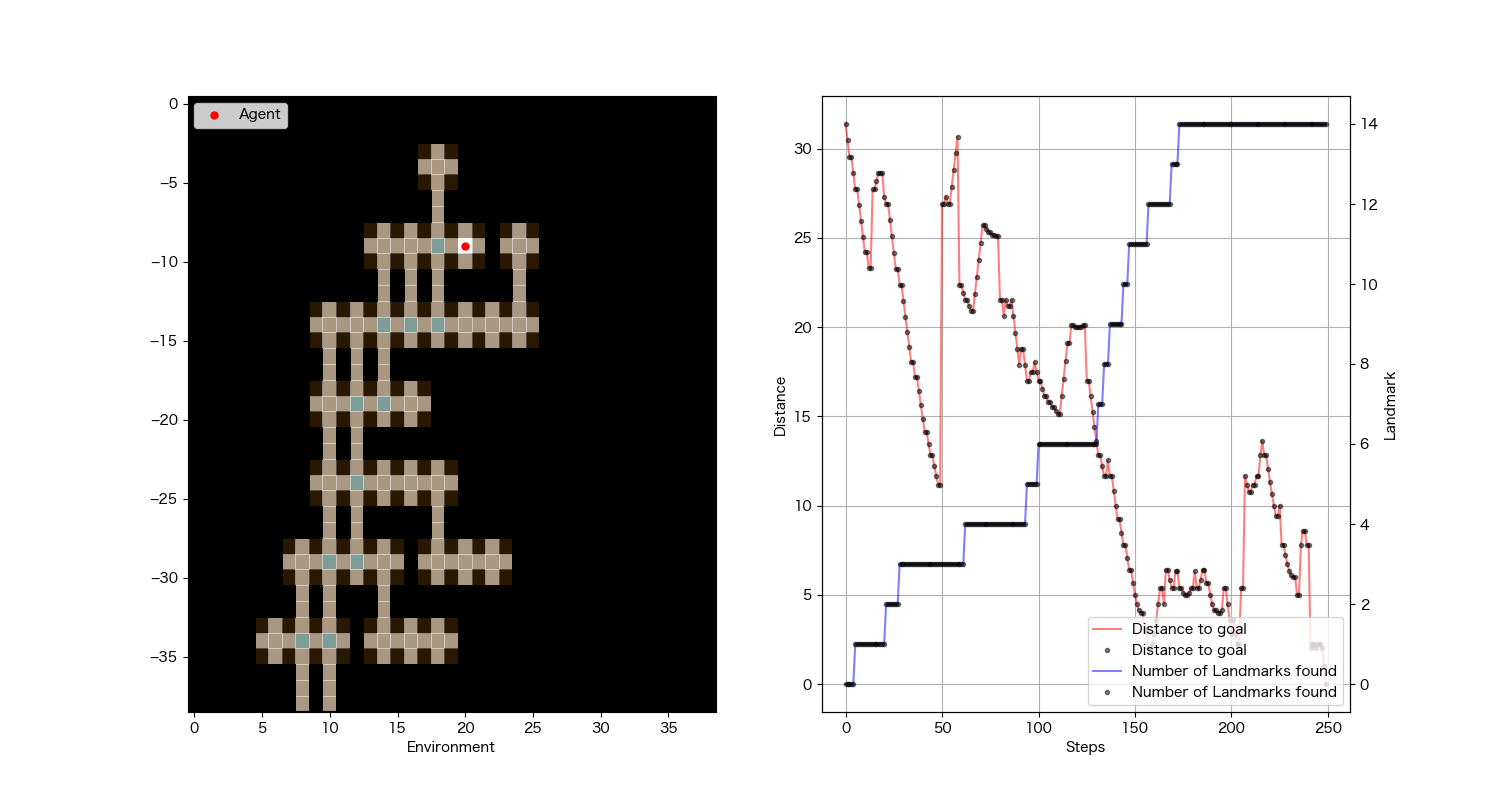 Agent
0
−5
−10
−15
−20
−25
−30
−35
0 5 10 15 20 25 30 35
Environment
Distance
30
25
20
15
10
5
0
0 50 100 150 200 250
Steps
14
12
10
8
6
4
2
0
Landmark
Distance to goal
Distance to goal
Number of Landmarks found
Number of Landmarks found